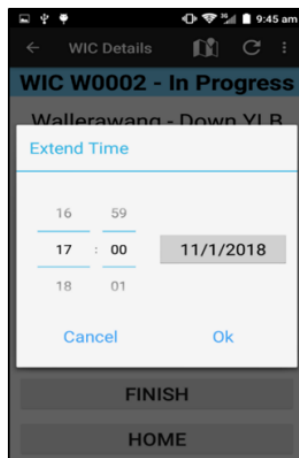 9:45 am
WIC Details
WIC W0002 - In Progress
Wallerawang - Down YLB
Extend Time
16 59
17 : 00 11/1/2018
18 01
Cancel Ok
FINISH
HOME